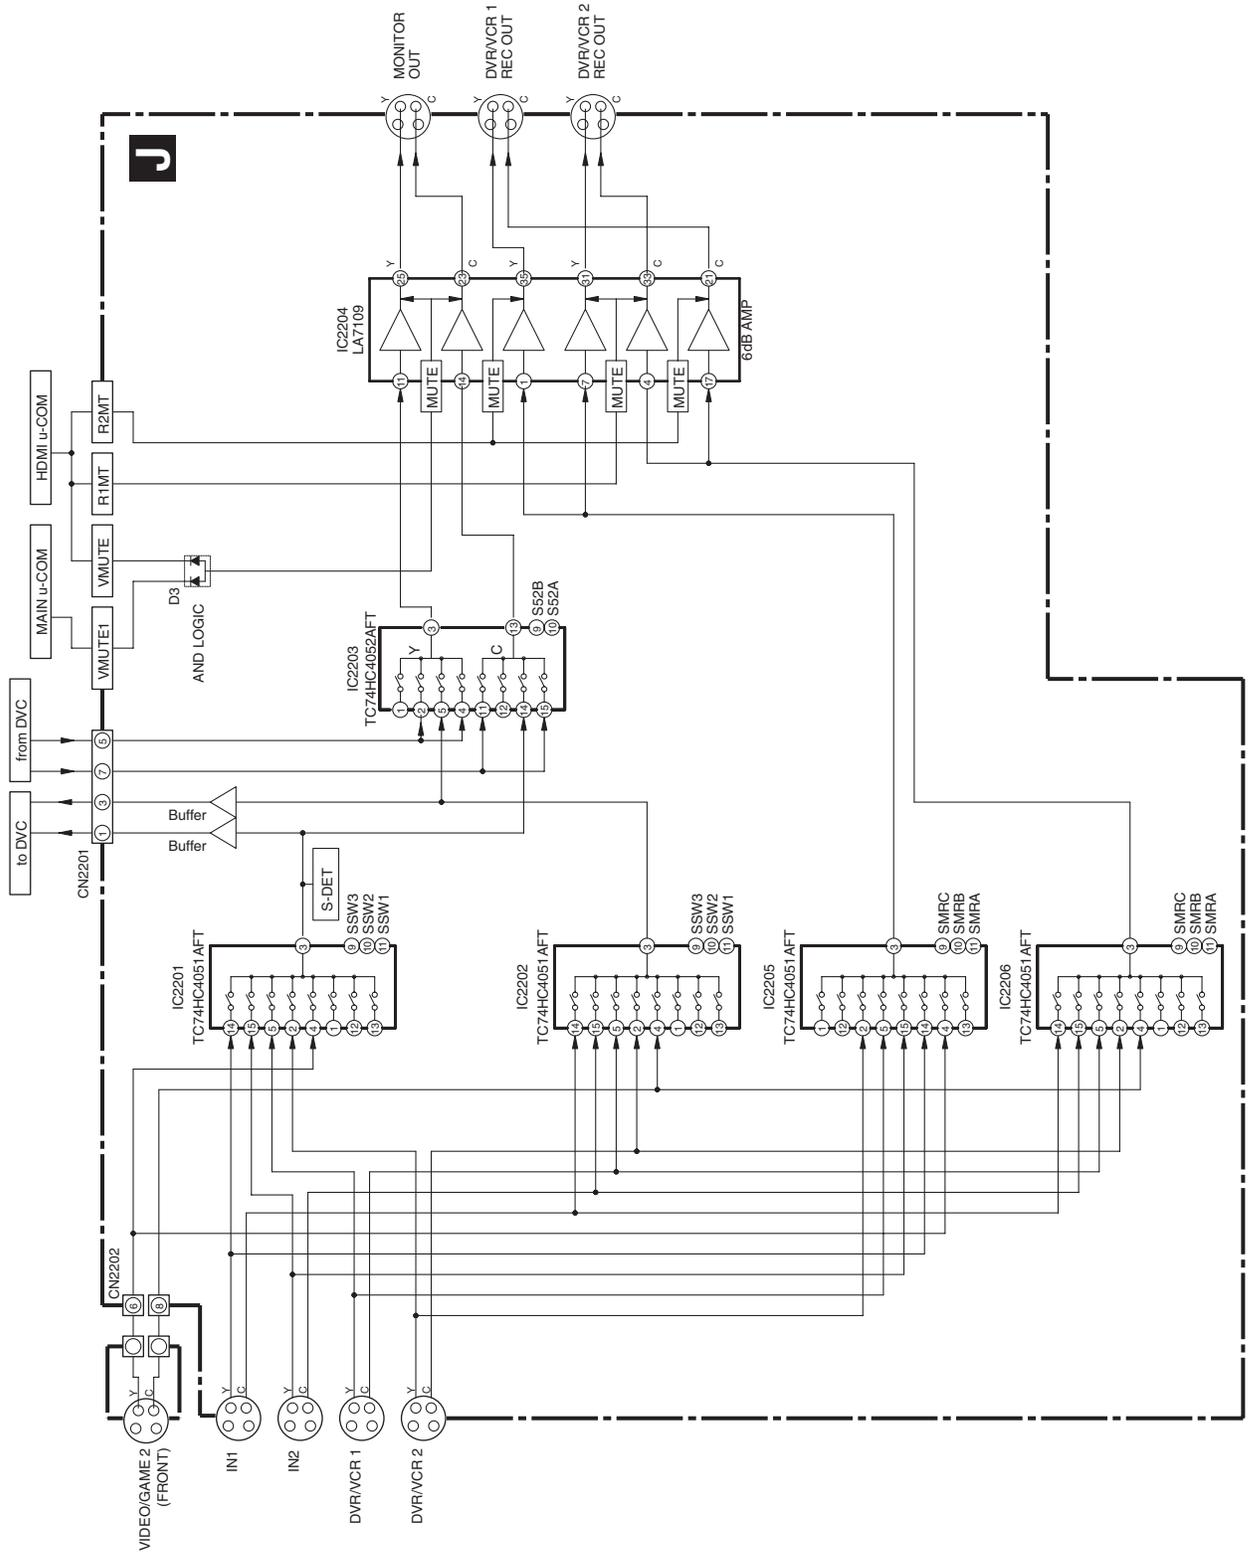 J
MONITOR
OUT
DVR/VCR 1
REC OUT
DVR/VCR 2
REC OUT
Y
C
Y
C
Y
C
HDMI u-COM
MAIN u-COM
R2MT
R1MT
VMUTE
VMUTE1
D3
AND LOGIC
IC2204
LA7109
6dB AMP
25
23
35
31
33
21
Y
C
Y
Y
C
C
MUTE
MUTE
MUTE
MUTE
11
14
1
7
4
17
from DVC
to DVC
CN2201
5
7
3
1
Buffer
Buffer
IC2203
TC74HC4052AFT
1
2
5
4
11
12
14
15
Y
C
3
13
9
10
S52B
S52A
S-DET
IC2201
TC74HC4051AFT
14
15
5
2
4
1
12
13
3
9
10
11
SSW3
SSW2
SSW1
IC2202
TC74HC4051AFT
14
15
5
2
4
1
12
13
3
9
10
11
SSW3
SSW2
SSW1
IC2205
TC74HC4051AFT
1
12
2
5
15
14
4
13
3
9
10
11
SMRC
SMRB
SMRA
IC2206
TC74HC4051AFT
14
15
5
2
4
1
12
13
3
9
10
11
SMRC
SMRB
SMRA
CN2202
6
8
VIDEO/GAME 2
(FRONT)
Y
C
IN1
Y
C
IN2
Y
C
DVR/VCR 1
Y
C
DVR/VCR 2
Y
C